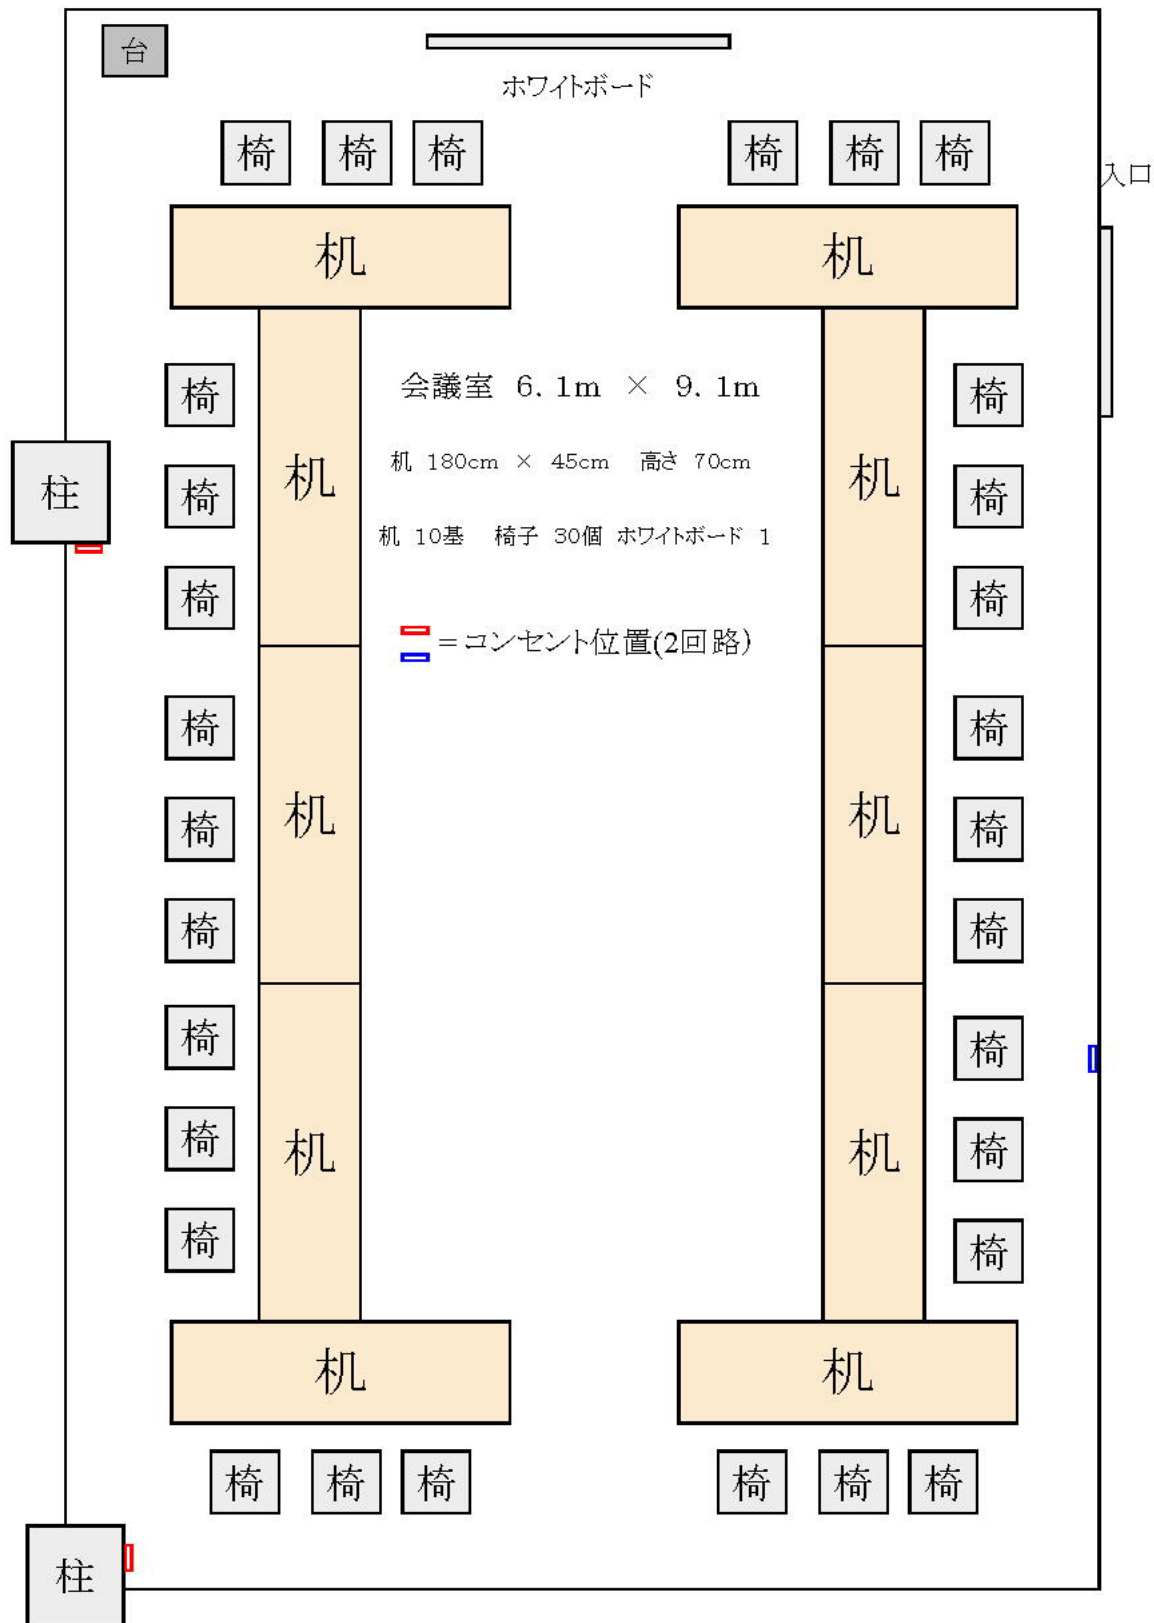 台
ホワイトボード
椅 椅 椅 椅 椅 椅
入口
机 机
会議室 6.1m × 9.1m
椅 椅
机 180cm × 45cm 高さ 70cm
柱 椅 机 机 椅
机 10基 椅子 30個 ホワイトボード 1
椅 椅
=コンセント位置(2回路)
椅 椅
椅 机 机 椅
椅 椅
椅 椅
椅 机 机 椅
椅 椅
机 机
椅 椅 椅 椅 椅 椅
柱